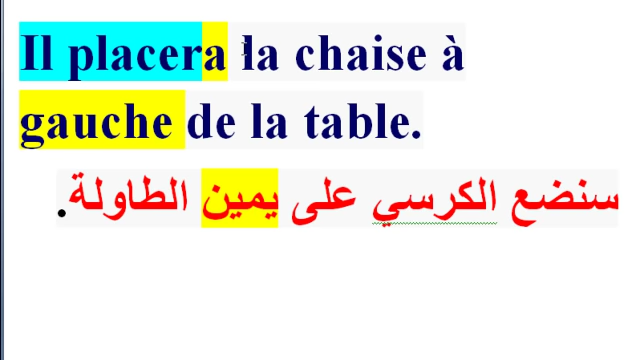 Il placera la chaise à
gauche de la table.
سنضع الكرسي على يمين الطاولة.